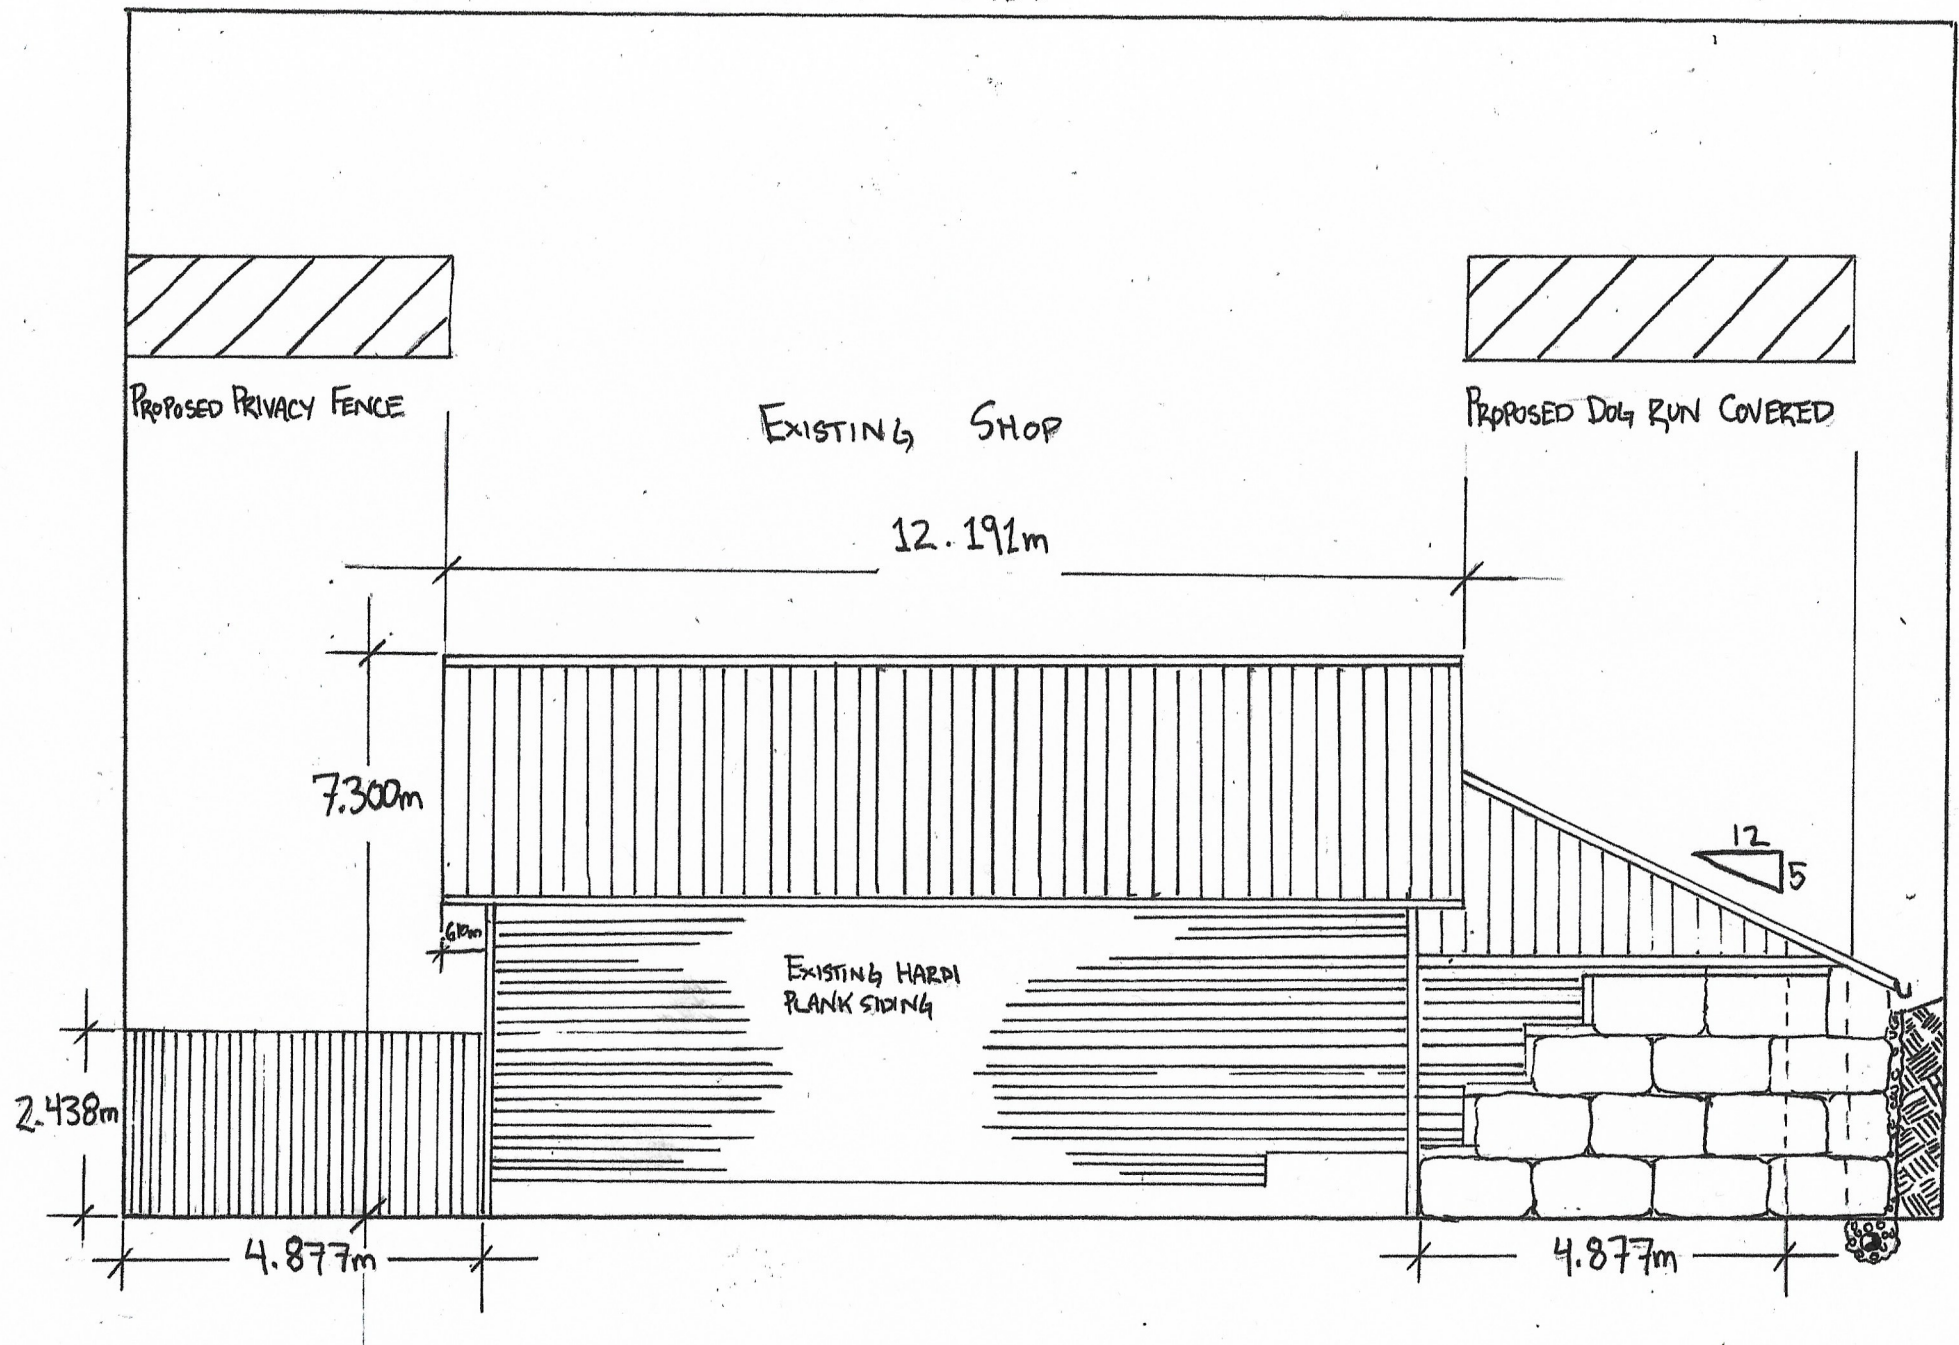 PROPOSED PRIVACY FENCE
EXISTING SHOP
PROPOSED DOG RUN COVERED
12.191m
7.300m
12
5
.610m
EXISTING HARDI
PLANK SIDING
2.438m
4.877m
4.877m